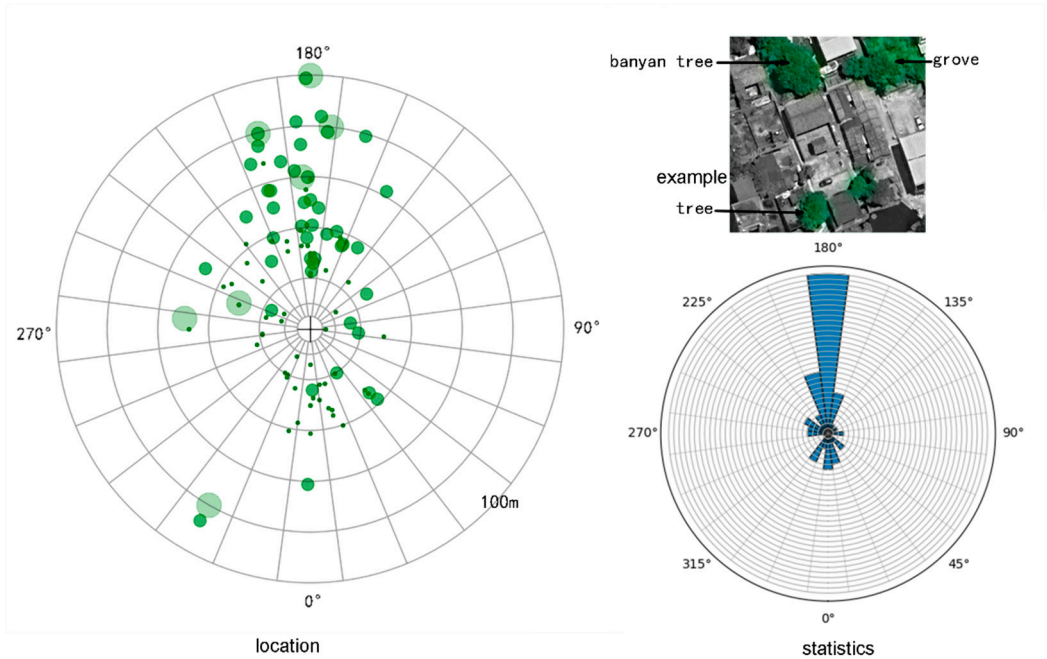 180°
270°
90°
100m
0°
location
banyan tree
grove
example
tree
180°
225°
135°
270°
90°
315°
45°
0°
statistics